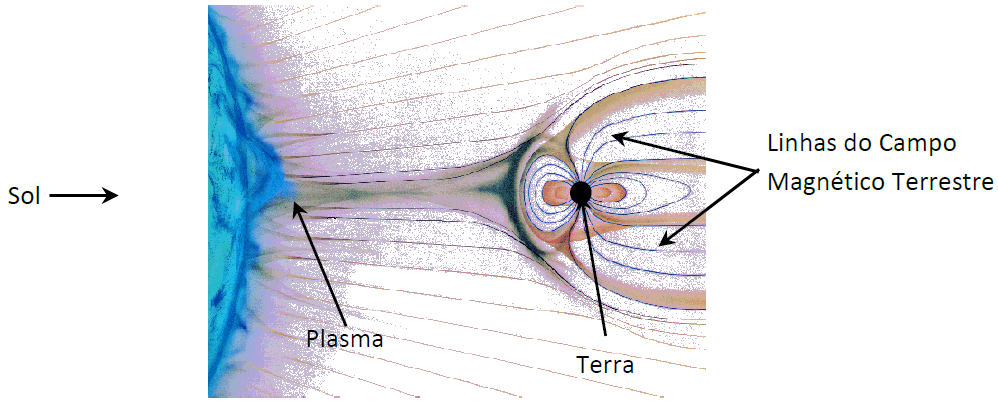 Linhas do Campo
Magnético Terrestre
Sol
Plasma
Terra